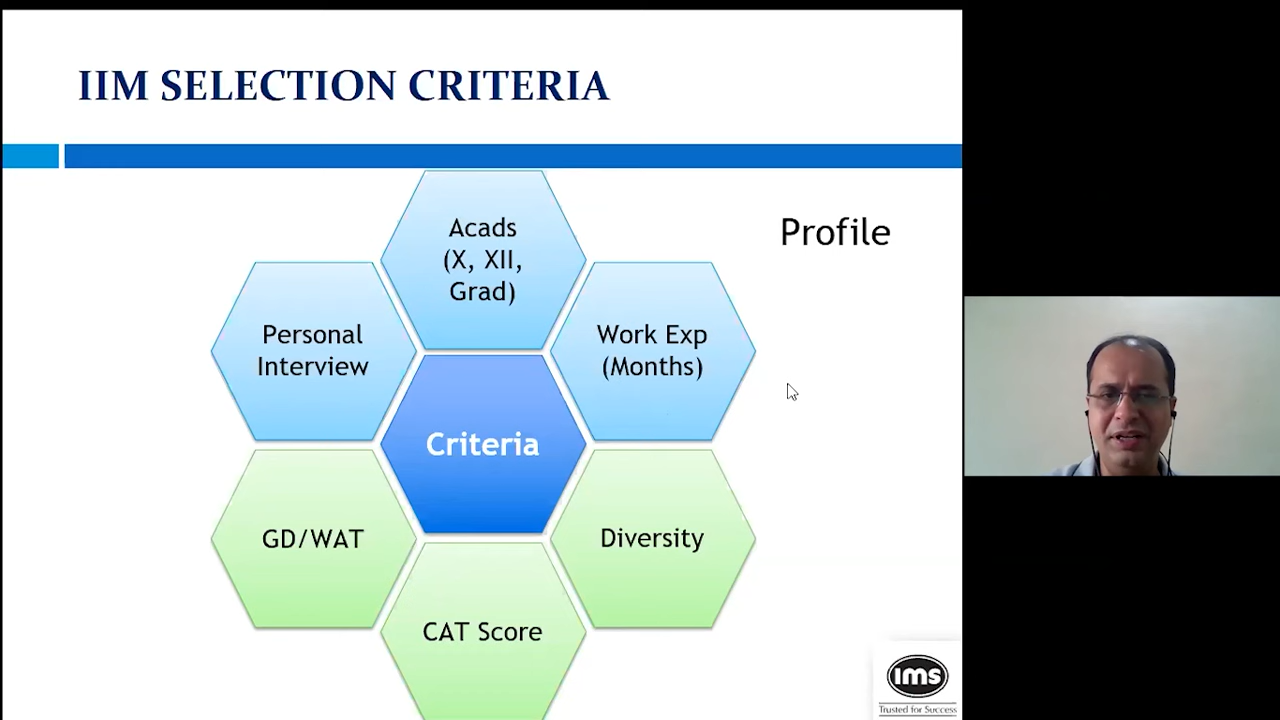 IIM SELECTION CRITERIA
Profile
Acads
(X, XII,
Grad)
Personal
Interview
Work Exp
(Months)
Criteria
GD/WAT
Diversity
CAT Score
ims
Trusted for Success